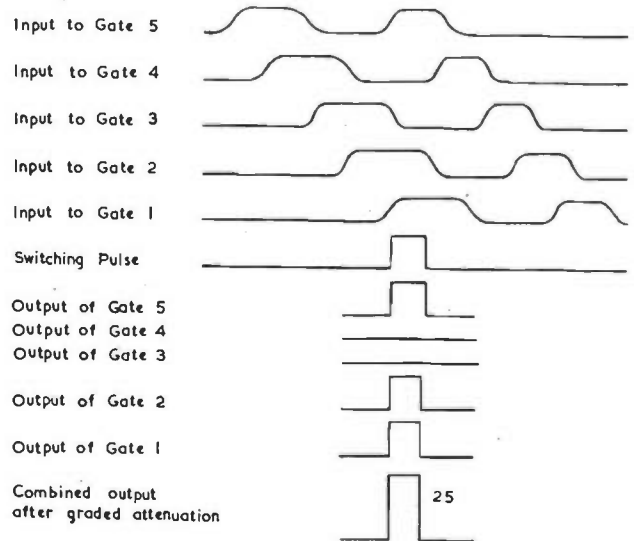 Input to Gate 5
Input to Gate 4
Input to Gate 3
Input to Gate 2
Input to Gate 1
Switching Pulse
Output of Gate 5
Output of Gate 4
Output of Gate 3
Output of Gate 2
Output of Gate 1
Combined output 25
after graded attenuation